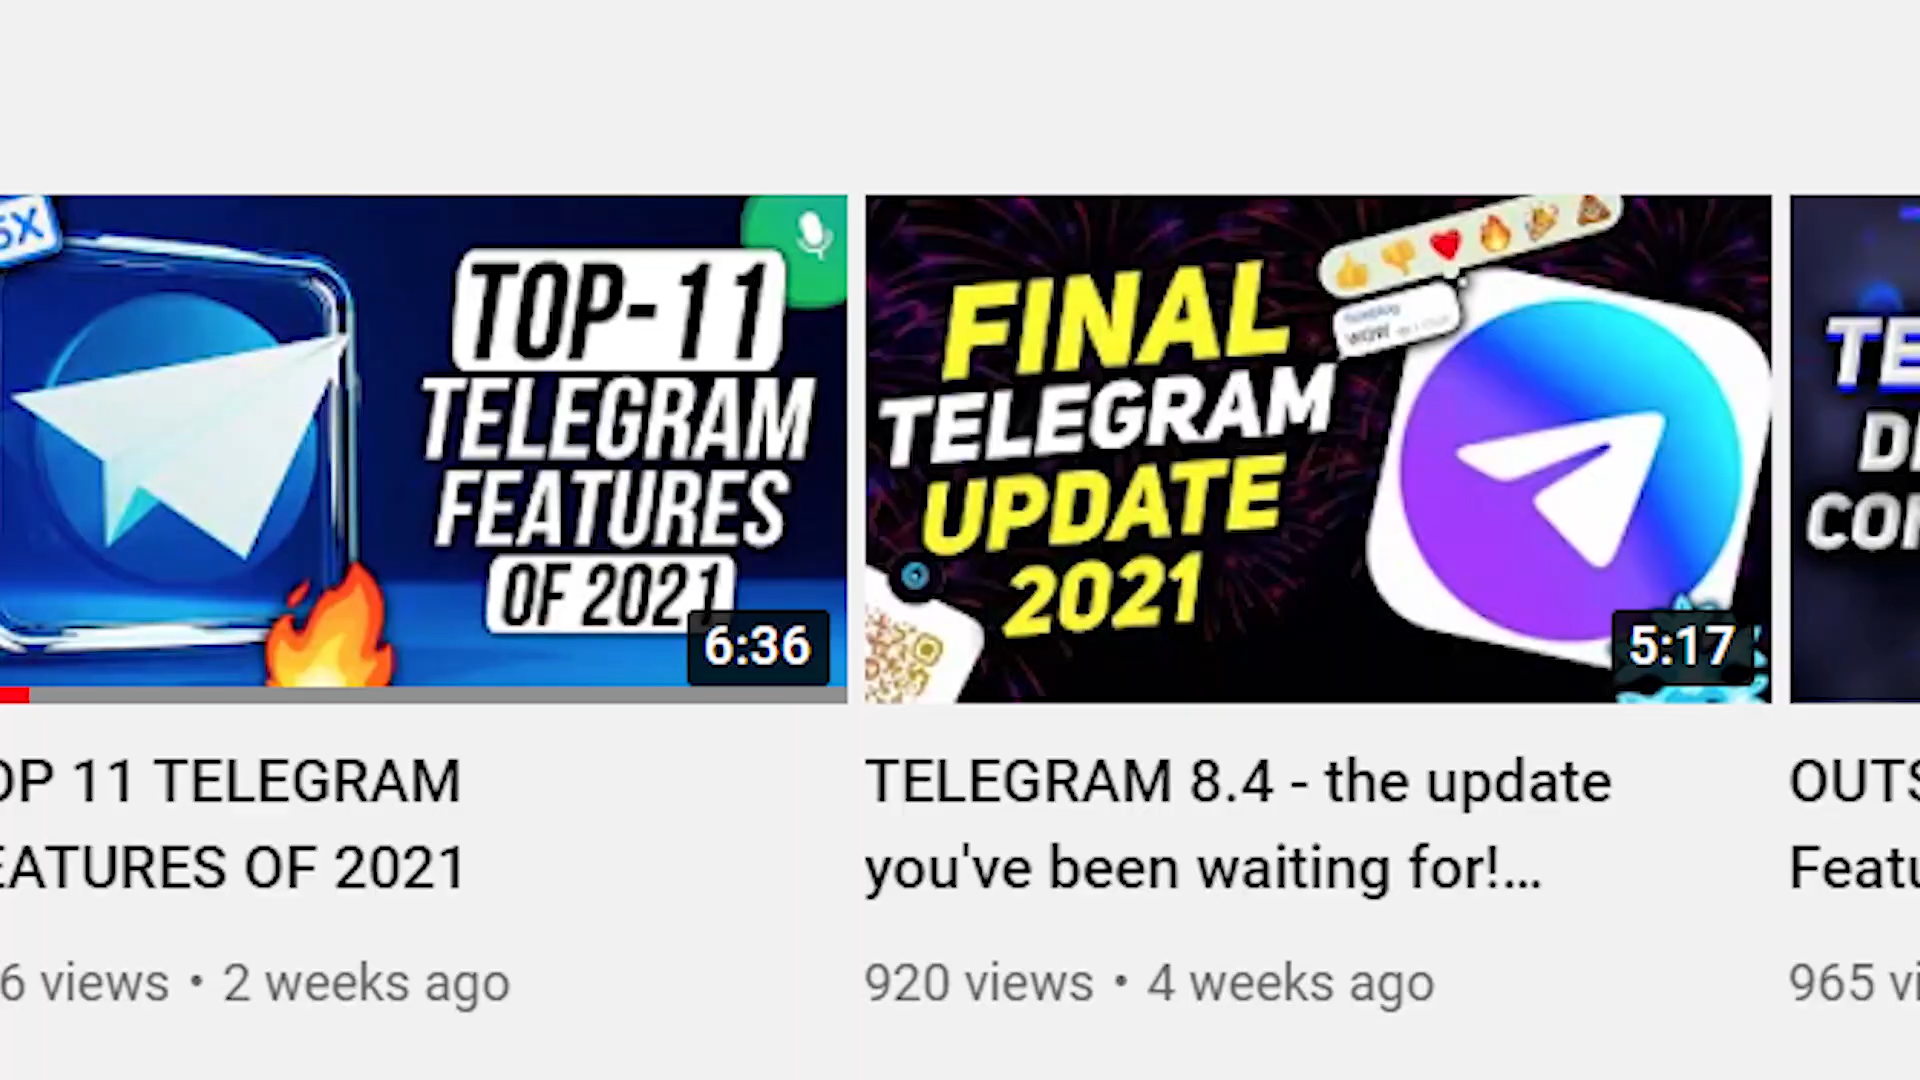 5X
TOP-11
TELEGRAM
FEATURES
OF 2021
6:36
FINAL
TELEGRAM
UPDATE
2021
WOW!
5:17
TE
D
CO
OP 11 TELEGRAM
EATURES OF 2021
6 views • 2 weeks ago
TELEGRAM 8.4 - the update
you've been waiting for!...
920 views • 4 weeks ago
OUTS
Featu
965 vi